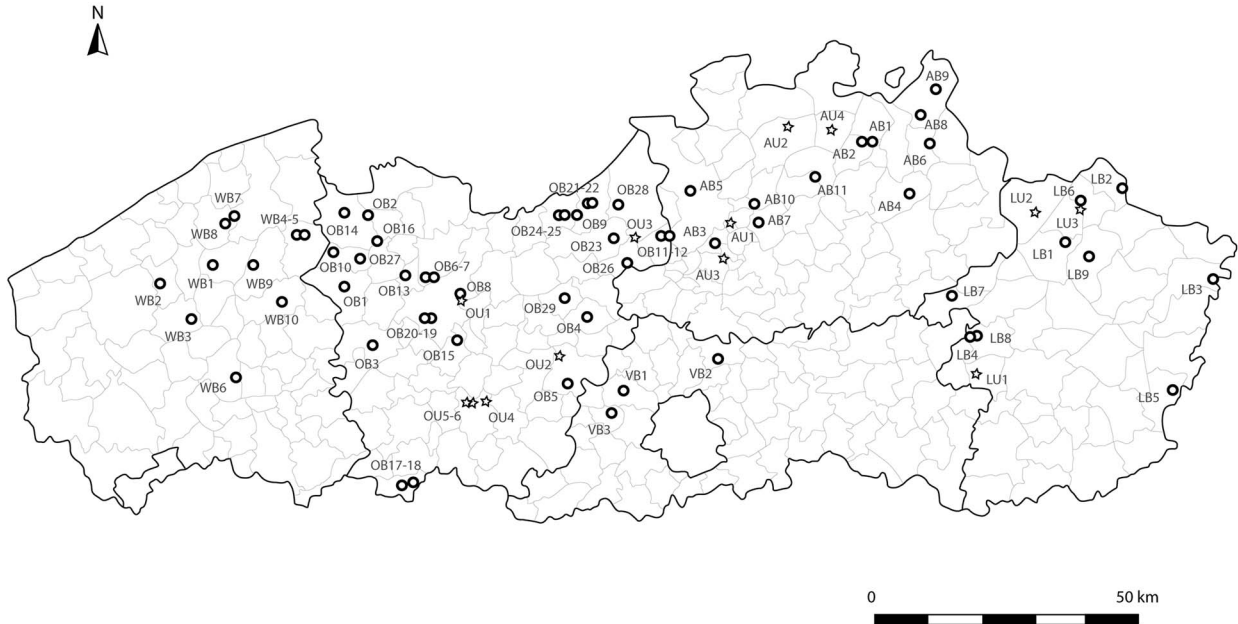 N
AB9
AU4
AB1
AB8
AU2
AB2
AB6
OB21-22
OB28
AB5
AB11
LB6
LB2
WB7
OB2
AB10
AB4
LU2
WB4-5
OB14
OB9
OU3
AB7
LU3
WB8
OB16
OB24-25
AB3
AU1
OB23
OB11-12
LB1
OB10
OB27
OB6-7
OB26
AU3
LB9
WB1
WB9
OB13
OB8
LB7
LB3
WB2
OB1
OU1
OB29
WB10
WB3
OB20-19
OB4
LB8
OB15
LB4
OB3
OU2
VB2
LU1
WB6
OB5
VB1
LB5
OU5-6
OU4
VB3
OB17-18
0
50 km